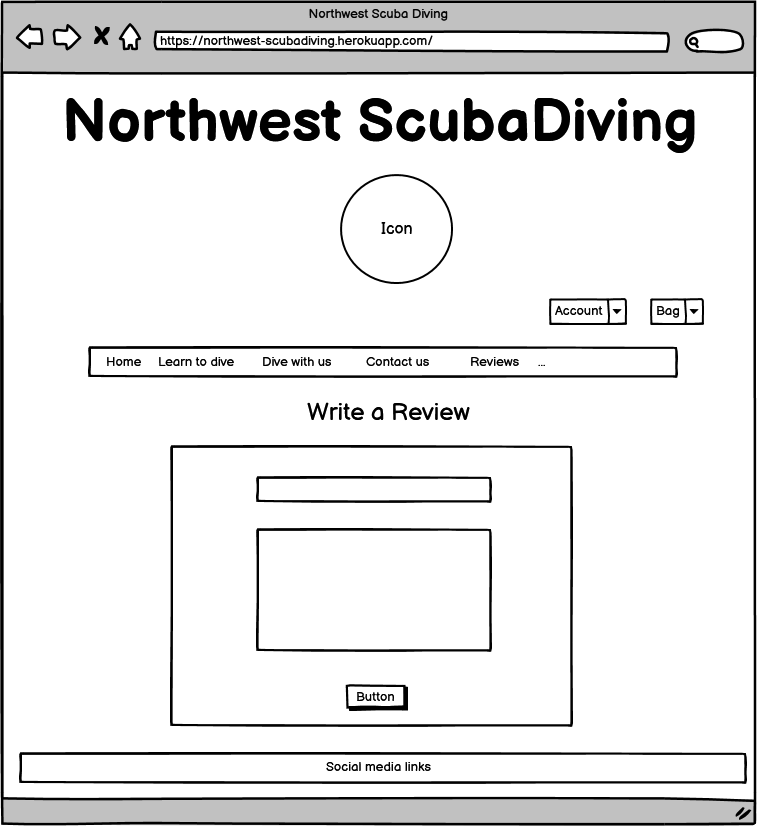 Northwest Scuba Diving
https://northwest-scubadiving.herokuapp.com/
Northwest ScubaDiving
Icon
Account Bag
Home Learn to dive Dive with us Contact us Reviews ...
Write a Review
Button
Social media links